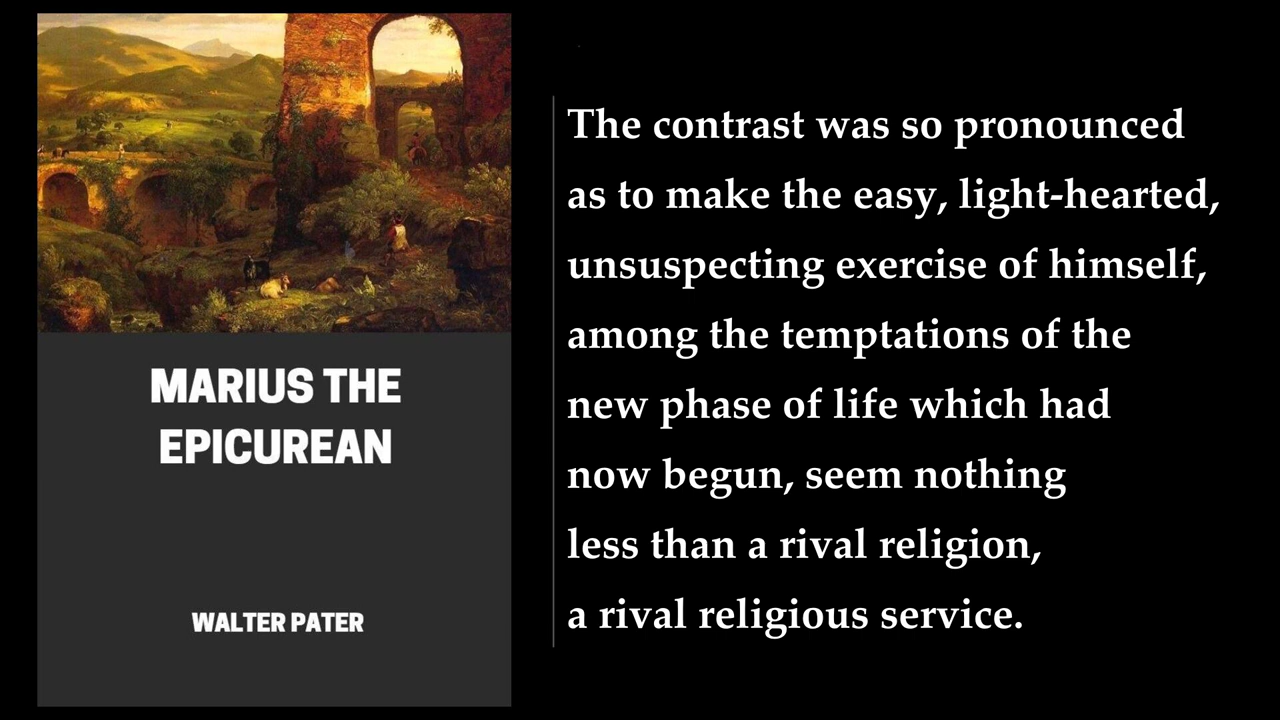 MARIUS THE
EPICUREAN
WALTER PATER
The contrast was so pronounced
as to make the easy, light-hearted,
unsuspecting exercise of himself,
among the temptations of the
new phase of life which had
now begun, seem nothing
less than a rival religion,
a rival religious service.